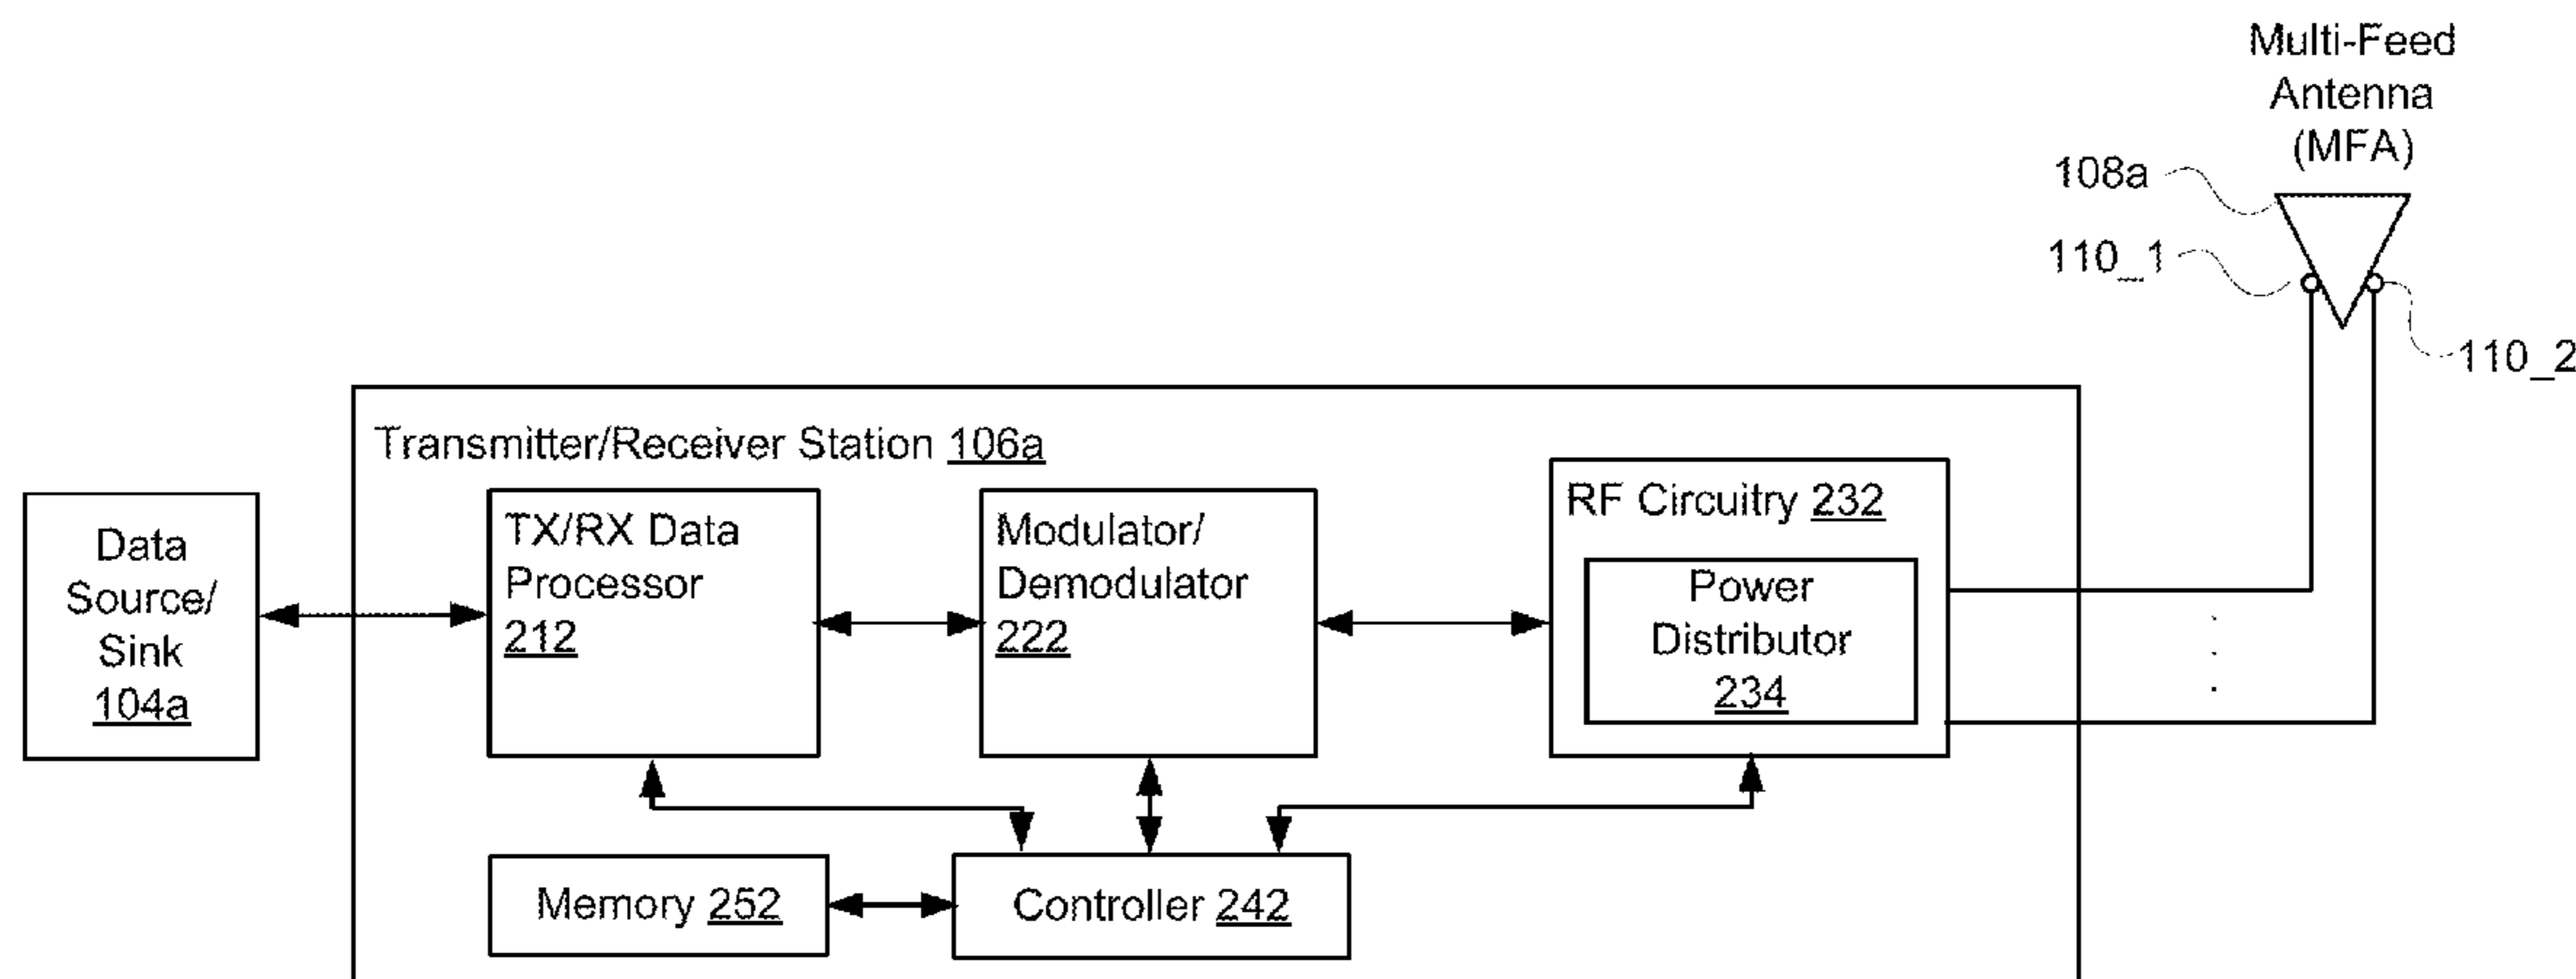 Multi-Feed
Antenna
(MFA)
108a
110_1
110_2
Transmitter/Receiver Station 106a
Data
Source/
Sink
104a
TX/RX Data
Processor
212
Modulator/
Demodulator
222
RF Circuitry 232
Power
Distributor
234
Memory 252
Controller 242